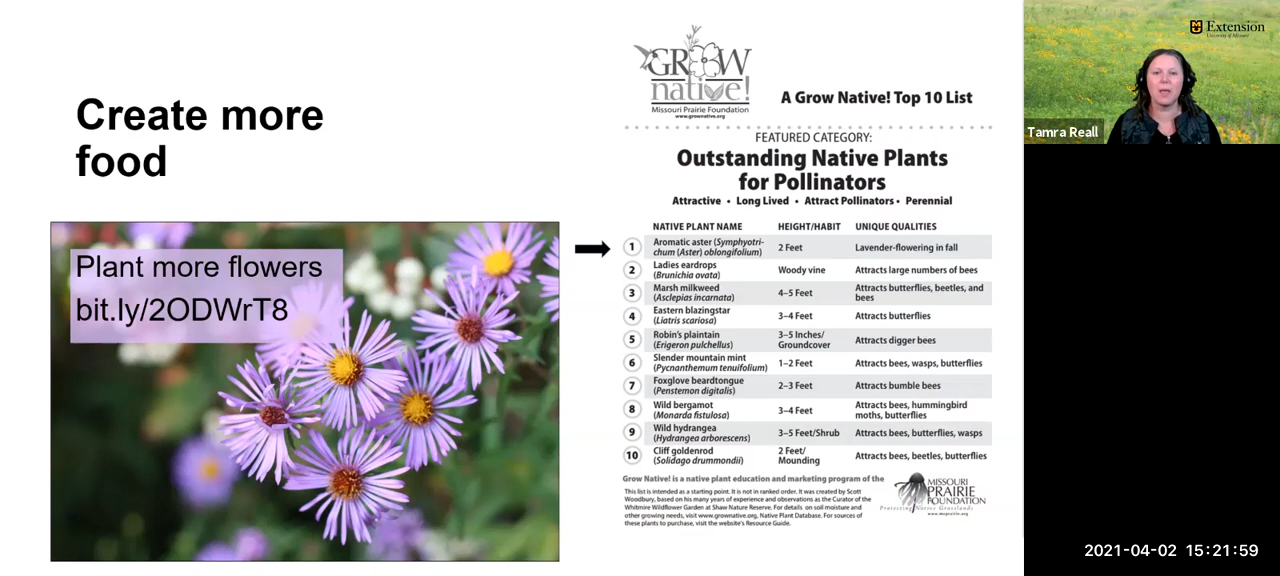 Create more
food
Plant more flowers
bit.ly/2ODWrT8
GROW
native!
Missouri Prairie Foundation
www.grownative.org
A Grow Native! Top 10 List
FEATURED CATEGORY:
Outstanding Native Plants
for Pollinators
Attractive • Long Lived • Attract Pollinators • Perennial
NATIVE PLANT NAME HEIGHT/HABIT UNIQUE QUALITIES
1 Aromatic aster (Symphyotri-
chum (Aster) oblongifolium) 2 Feet Lavender-flowering in fall
2 Ladies eardrops
(Brunichia ovata) Woody vine Attracts large numbers of bees
3 Marsh milkweed
(Asclepias incarnata) 4–5 Feet Attracts butterflies, beetles, and
bees
4 Eastern blazingstar
(Liatris scariosa) 3–4 Feet Attracts butterflies
5 Robin's plaintain
(Erigeron pulchellus) 3–5 Inches/
Groundcover Attracts digger bees
6 Slender mountain mint
(Pycnanthemum tenuifolium) 1–2 Feet Attracts bees, wasps, butterflies
7 Foxglove beardtongue
(Penstemon digitalis) 2–3 Feet Attracts bumble bees
8 Wild bergamot
(Monarda fistulosa) 3–4 Feet Attracts bees, hummingbird
moths, butterflies
9 Wild hydrangea
(Hydrangea arborescens) 3–5 Feet/Shrub Attracts bees, butterflies, wasps
10 Cliff goldenrod
(Solidago drummondii) 2 Feet/
Mounding Attracts bees, beetles, butterflies
Grow Native! is a native plant education and marketing program of the
This list is intended as a starting point. It is not in ranked order. It was created by Scott
Woodbury, based on his many years of experience and observations as the Curator of the
Whitmire Wildflower Garden at Shaw Nature Reserve. For details on soil moisture and
other growing needs, visit www.grownative.org, Native Plant Database. For sources of
these plants to purchase, visit the website's Resource Guide.
MISSOURI
PRAIRIE
FOUNDATION
Protecting Native Grasslands
www.moprairie.org
Extension
University of Missouri
Tamra Reall
2021-04-02 15:21:59